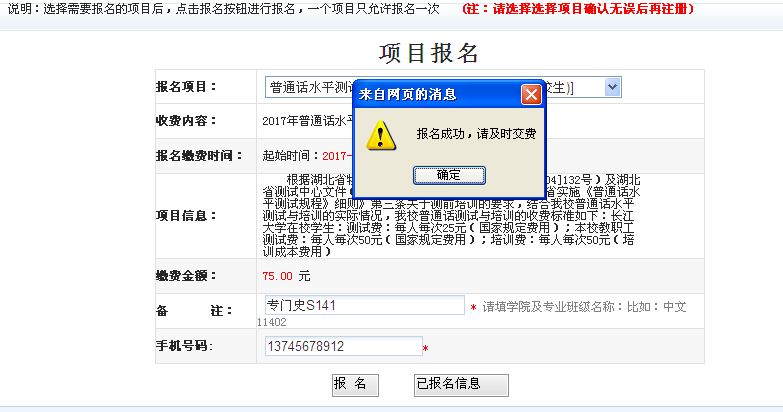 说明：选择需要报名的项目后，点击报名按钮进行报名，一个项目只允许报名一次 （注：请选择选择项目确认无误后再注册）
项目报名
报名项目： 普通话水平测试 校生)]
来自网页的消息
报名成功，请及时交费
确定
收费内容： 2017年普通话水平
报名缴费时间： 起始时间：2017-
项目信息：
根据湖北省 04]132号）及湖北
省测试中心文件（ 省实施《普通话水
平测试规程》细则》第三条关于测前培训的要求，结合我校普通话水平
测试与培训的实际情况，我校普通话测试与培训的收费标准如下：长江
大学在校学生：测试费：每人每次25元（国家规定费用）；本校教职工
测试费：每人每次50元（国家规定费用）；培训费：每人每次50元（培
训成本费用）
缴费金额： 75.00 元
备 注： 专门史S141 * 请填学院及专业班级名称：比如：中文
11402
手机号码： 13745678912 *
报 名 已报名信息